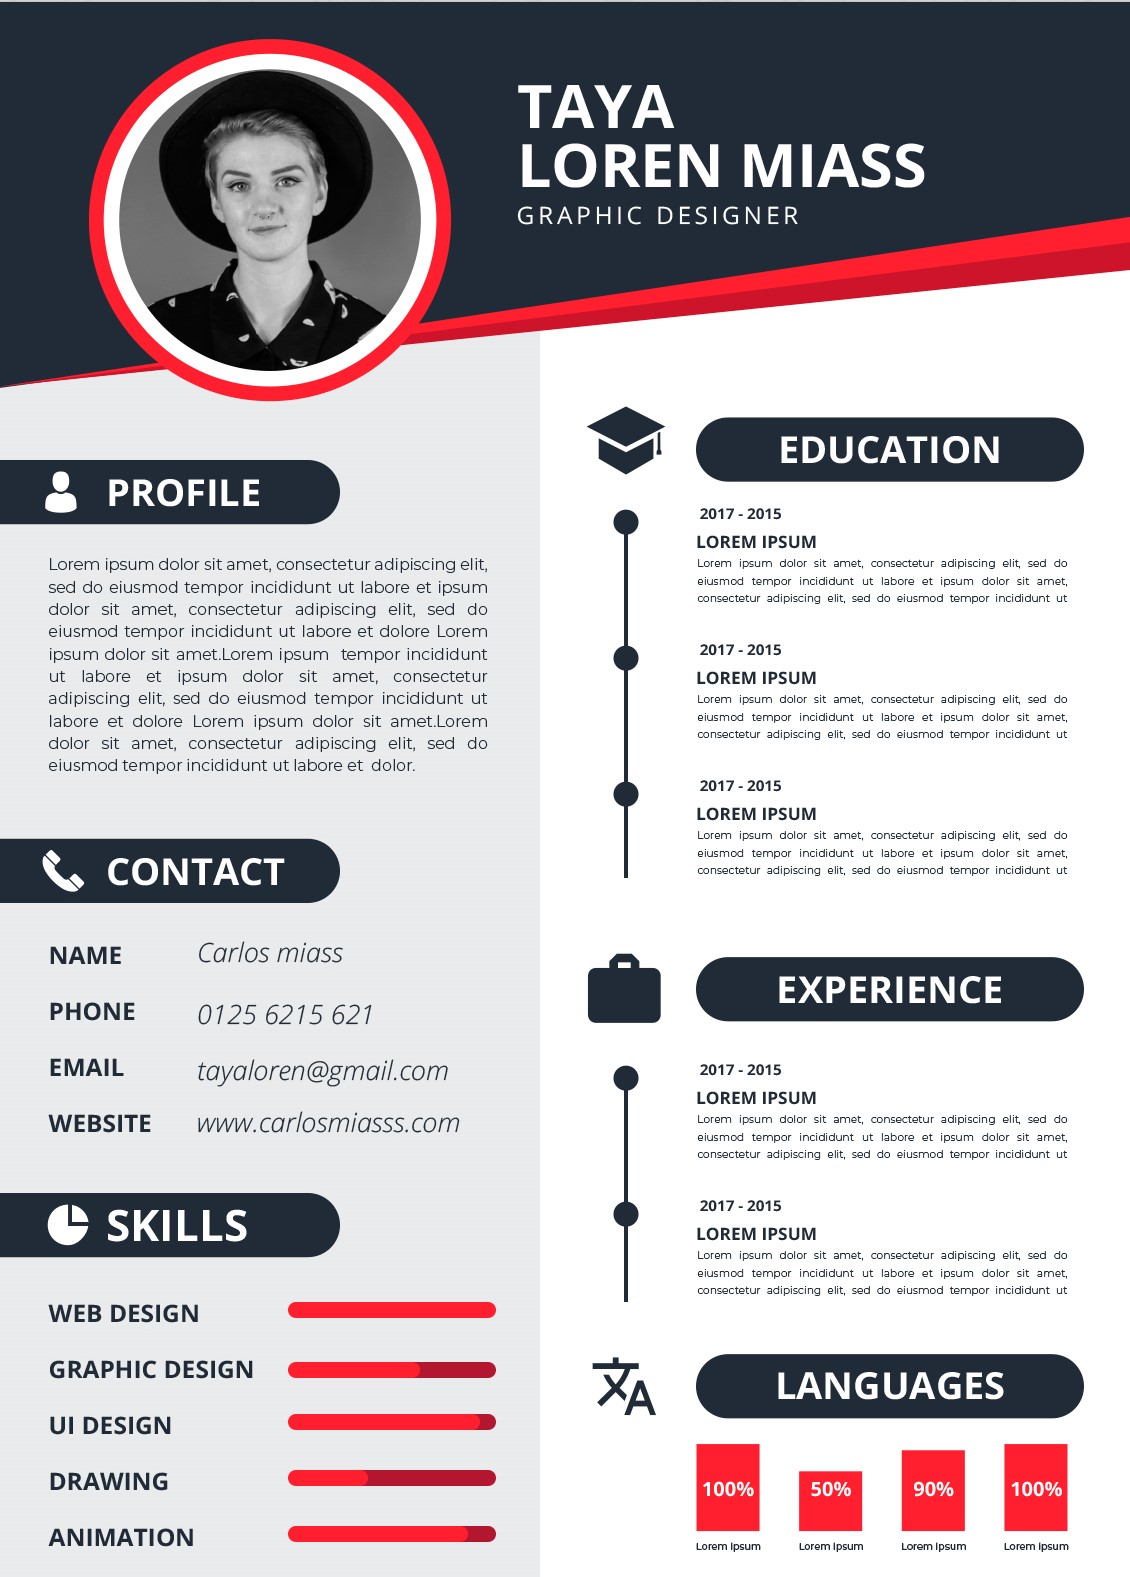 TAYA
LOREN MIASS
GRAPHIC DESIGNER
PROFILE
Lorem ipsum dolor sit amet, consectetur adipiscing elit,
sed do eiusmod tempor incididunt ut labore et ipsum
dolor sit amet, consectetur adipiscing elit, sed do
eiusmod tempor incididunt ut labore et dolore Lorem
ipsum dolor sit amet.Lorem ipsum tempor incididunt
ut labore et ipsum dolor sit amet, consectetur
adipiscing elit, sed do eiusmod tempor incididunt ut
labore et dolore Lorem ipsum dolor sit amet.Lorem
dolor sit amet, consectetur adipiscing elit, sed do
eiusmod tempor incididunt ut labore et dolor.
CONTACT
NAME Carlos miass
PHONE 0125 6215 621
EMAIL tayaloren@gmail.com
WEBSITE www.carlosmiasss.com
SKILLS
WEB DESIGN
GRAPHIC DESIGN
UI DESIGN
DRAWING
ANIMATION
EDUCATION
2017 - 2015
LOREM IPSUM
Lorem ipsum dolor sit amet, consectetur adipiscing elit, sed do
eiusmod tempor incididunt ut labore et ipsum dolor sit amet,
consectetur adipiscing elit, sed do eiusmod tempor incididunt ut
2017 - 2015
LOREM IPSUM
Lorem ipsum dolor sit amet, consectetur adipiscing elit, sed do
eiusmod tempor incididunt ut labore et ipsum dolor sit amet,
consectetur adipiscing elit, sed do eiusmod tempor incididunt ut
2017 - 2015
LOREM IPSUM
Lorem ipsum dolor sit amet, consectetur adipiscing elit, sed do
eiusmod tempor incididunt ut labore et ipsum dolor sit amet,
consectetur adipiscing elit, sed do eiusmod tempor incididunt ut
EXPERIENCE
2017 - 2015
LOREM IPSUM
Lorem ipsum dolor sit amet, consectetur adipiscing elit, sed do
eiusmod tempor incididunt ut labore et ipsum dolor sit amet,
consectetur adipiscing elit, sed do eiusmod tempor incididunt ut
2017 - 2015
LOREM IPSUM
Lorem ipsum dolor sit amet, consectetur adipiscing elit, sed do
eiusmod tempor incididunt ut labore et ipsum dolor sit amet,
consectetur adipiscing elit, sed do eiusmod tempor incididunt ut
LANGUAGES
100% 50% 90% 100%
Lorem ipsum Lorem ipsum Lorem ipsum Lorem ipsum